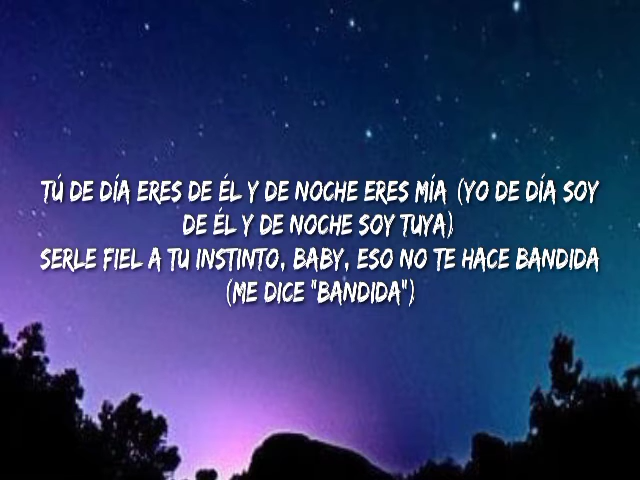 TÚ DE DÍA ERES DE ÉL Y DE NOCHE ERES MÍA (YO DE DÍA SOY
DE ÉL Y DE NOCHE SOY TUYA)
SERLE FIEL A TU INSTINTO, BABY, ESO NO TE HACE BANDIDA
(ME DICE "BANDIDA")